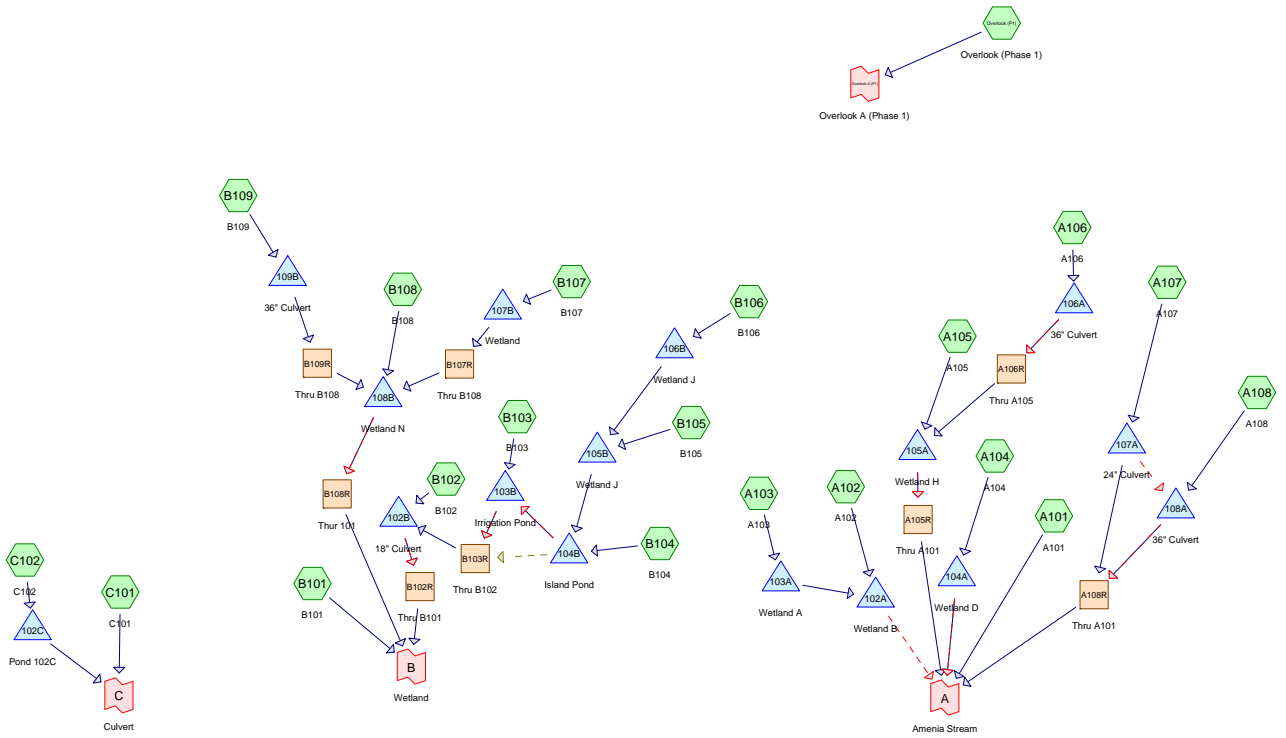 Overlook (P1)
Overlook (Phase 1)
Overlook A (P1)
Overlook A (Phase 1)
B109
B109
109B
36" Culvert
B108
B108
107B
Wetland
B107
B107
B109R
Thru B108
B107R
Thru B108
108B
Wetland N
B106
B106
106B
Wetland J
B105
B105
105B
Wetland J
B103
B103
103B
Irrigation Pond
B102
B102
102B
18" Culvert
B108R
Thur 101
B103R
Thru B102
104B
Island Pond
B104
B104
B101
B101
B102R
Thru B101
B
Wetland
C102
C102
102C
Pond 102C
C101
C101
C
Culvert
A106
A106
106A
36" Culvert
A107
A107
A105
A105
A106R
Thru A105
A108
A108
105A
Wetland H
107A
24" Culvert
A104
A104
A103
A103
A102
A102
A105R
Thru A101
A101
A101
108A
36" Culvert
103A
Wetland A
102A
Wetland B
104A
Wetland D
A108R
Thru A101
A
Amenia Stream